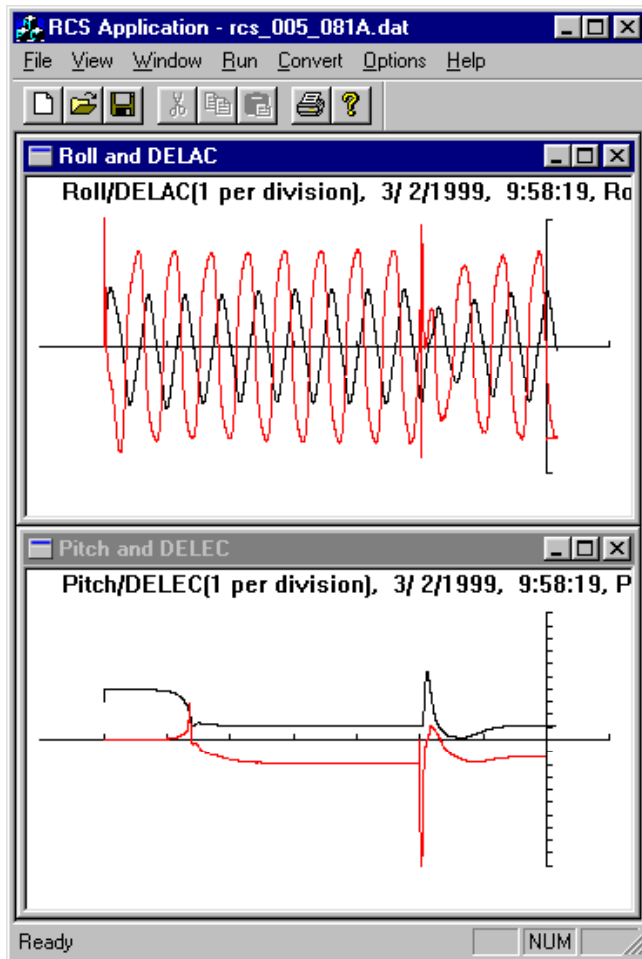 RCS Application - rcs_005_081A.dat
File View Window Run Convert Options Help
Roll and DELAC
Roll/DELAC(1 per division), 3/ 2/1999, 9:58:19, Ro
Pitch and DELEC
Pitch/DELEC(1 per division), 3/ 2/1999, 9:58:19, P
Ready NUM